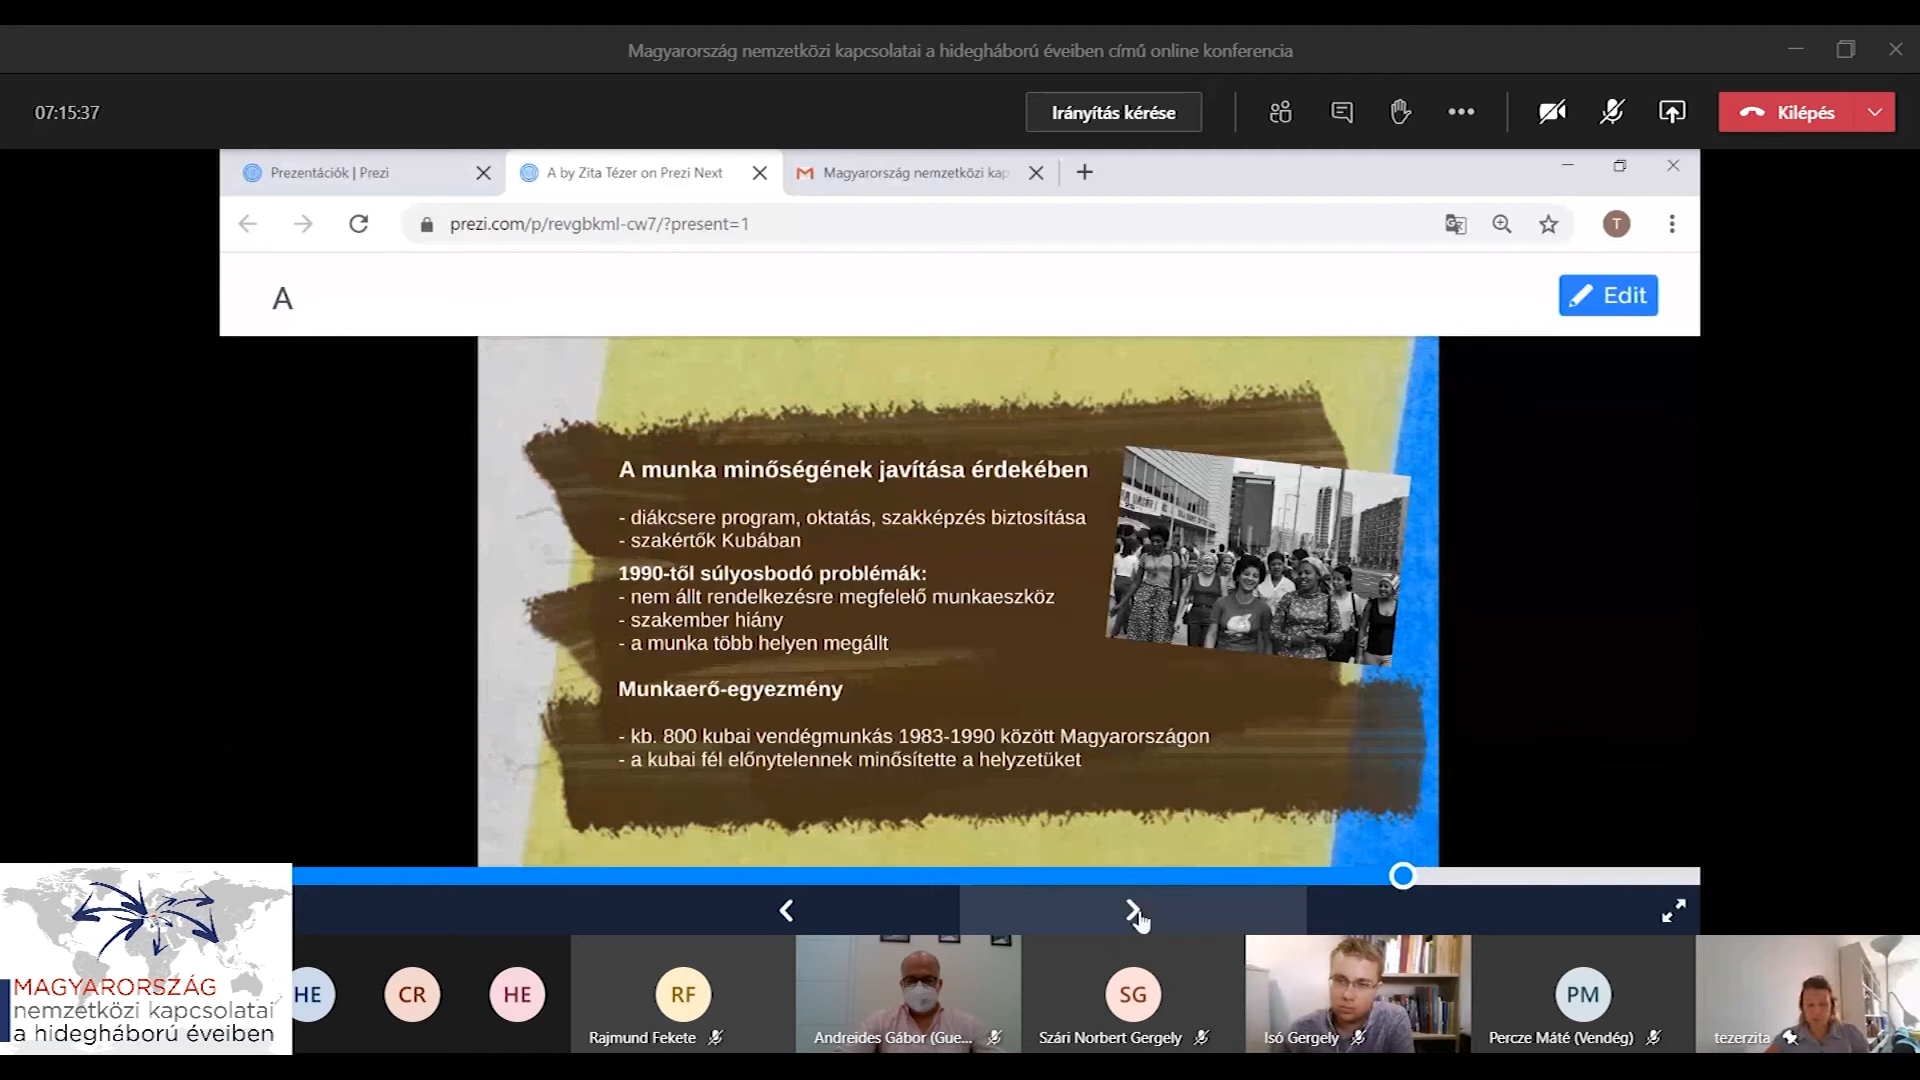 Magyarország nemzetközi kapcsolatai a hidegháború éveiben című online konferencia
07:15:37
Irányítás kérése
Kilépés
Prezentációk | Prezi
A by Zita Tézer on Prezi Next
Magyarország nemzetközi kap
prezi.com/p/revgbkml-cw7/?present=1
T
A
Edit
A munka minőségének javítása érdekében
- diákcsere program, oktatás, szakképzés biztosítása
- szakértők Kubában
1990-től súlyosbodó problémák:
- nem állt rendelkezésre megfelelő munkaeszköz
- szakember hiány
- a munka több helyen megállt
Munkaerő-egyezmény
- kb. 800 kubai vendégmunkás 1983-1990 között Magyarországon
- a kubai fél előnytelennek minősítette a helyzetüket
MAGYARORSZÁG
nemzetközi kapcsolatai
a hidegháború éveiben
HE
CR
HE
RF
Rajmund Fekete
Andreides Gábor (Gue...
SG
Szári Norbert Gergely
Isó Gergely
PM
Percze Máté (Vendég)
tezerzita